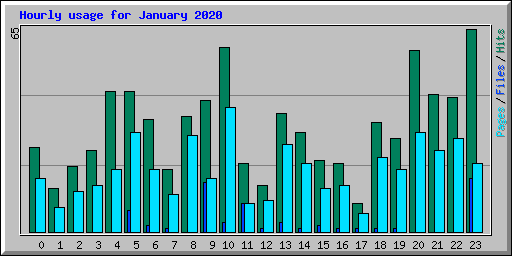 Hourly usage for January 2020
65
Pages/Files/Hits
0 1 2 3 4 5 6 7 8 9 10 11 12 13 14 15 16 17 18 19 20 21 22 23